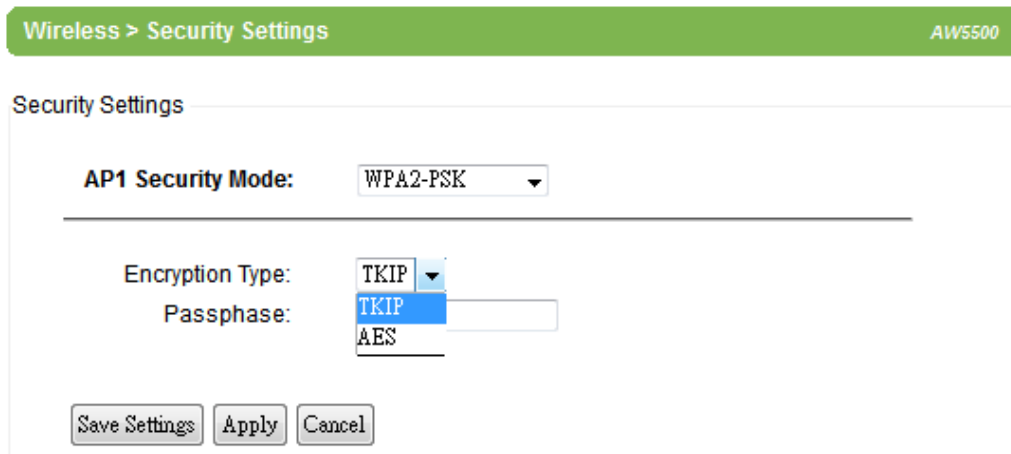 Wireless > Security Settings AW5500
Security Settings
AP1 Security Mode: WPA2-PSK
Encryption Type: TKIP
TKIP
Passphase:
AES
Save Settings Apply Cancel